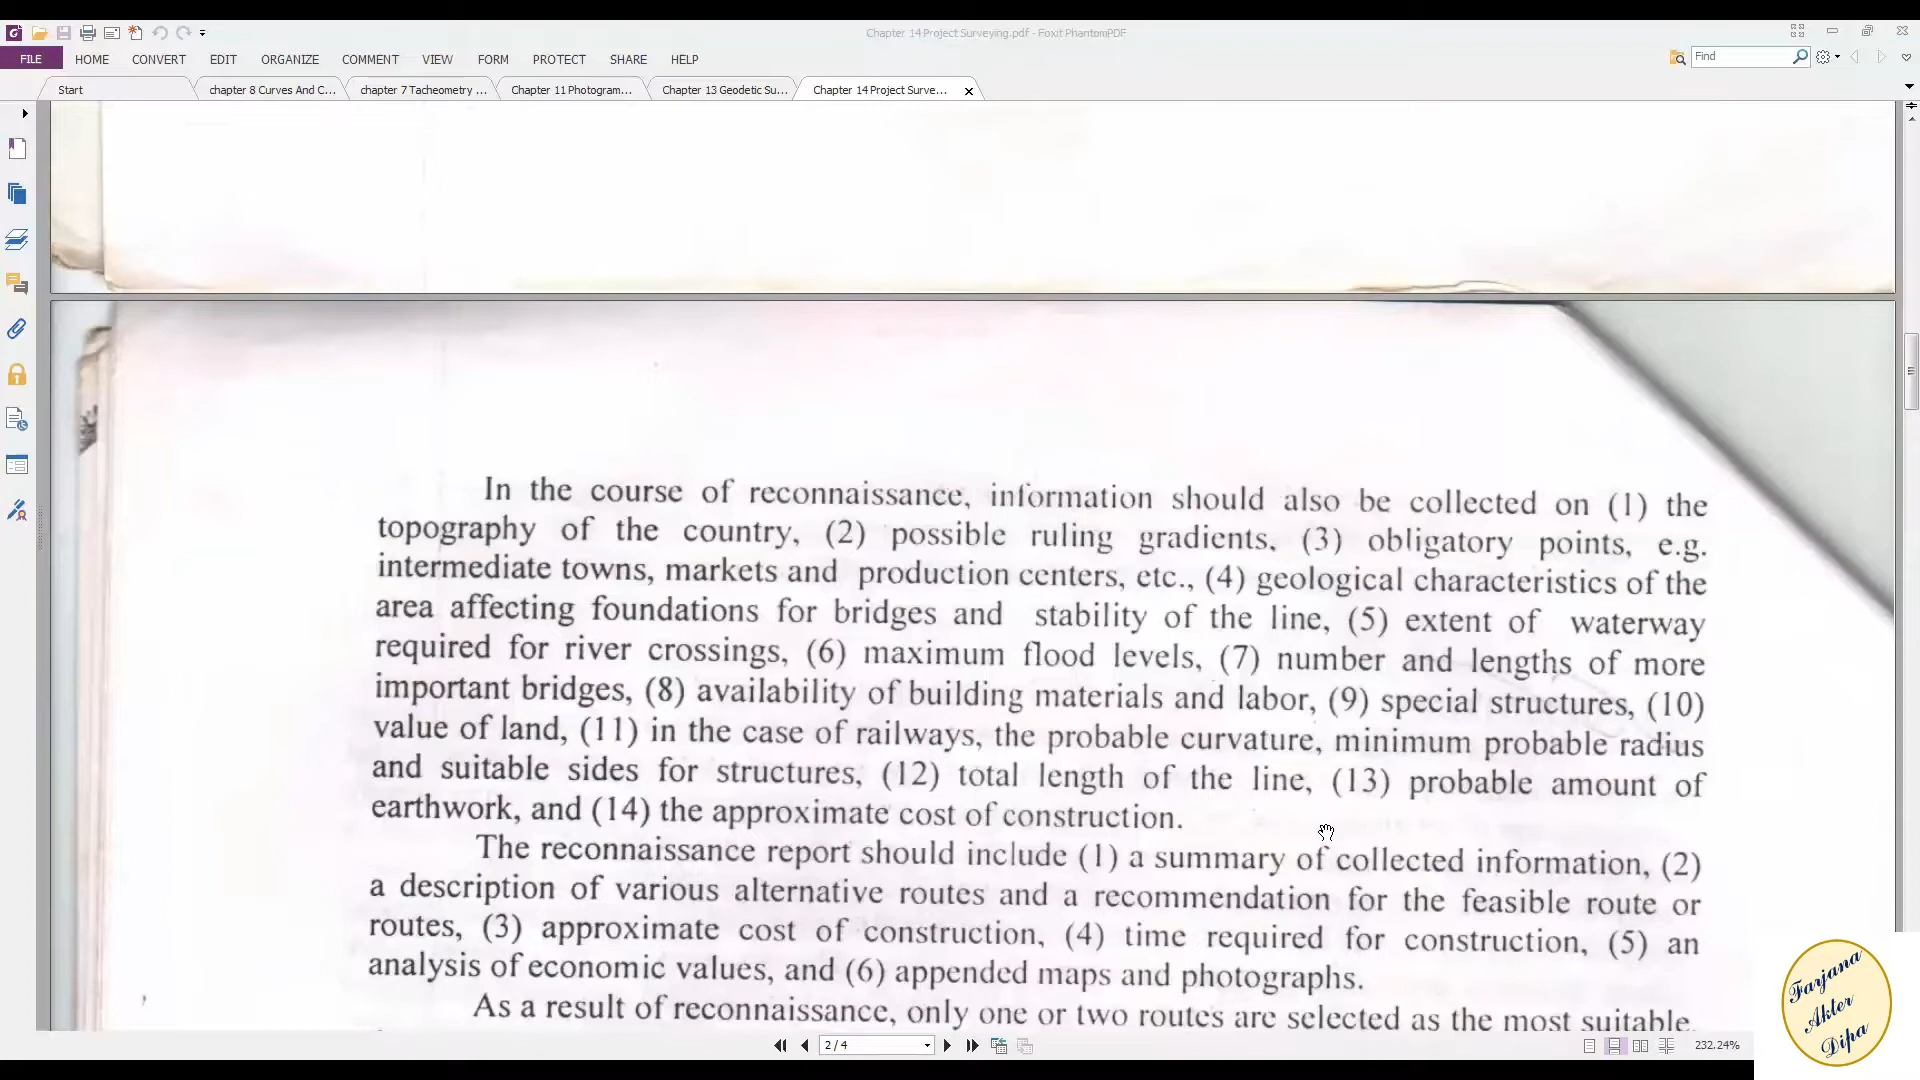 Chapter 14 Project Surveying.pdf - Foxit PhantomPDF
FILE HOME CONVERT EDIT ORGANIZE COMMENT VIEW FORM PROTECT SHARE HELP
Find
Start chapter 8 Curves And C... chapter 7 Tacheometry ... Chapter 11 Photogram... Chapter 13 Geodetic Su... Chapter 14 Project Surve...
In the course of reconnaissance, information should also be collected on (1) the
topography of the country, (2) possible ruling gradients, (3) obligatory points, e.g.
intermediate towns, markets and production centers, etc., (4) geological characteristics of the
area affecting foundations for bridges and stability of the line, (5) extent of waterway
required for river crossings, (6) maximum flood levels, (7) number and lengths of more
important bridges, (8) availability of building materials and labor, (9) special structures, (10)
value of land, (11) in the case of railways, the probable curvature, minimum probable radius
and suitable sides for structures, (12) total length of the line, (13) probable amount of
earthwork, and (14) the approximate cost of construction.
The reconnaissance report should include (1) a summary of collected information, (2)
a description of various alternative routes and a recommendation for the feasible route or
routes, (3) approximate cost of construction, (4) time required for construction, (5) an
analysis of economic values, and (6) appended maps and photographs.
As a result of reconnaissance, only one or two routes are selected as the most suitable.
2 / 4
232.24%
Farjana
Akter
Dipa